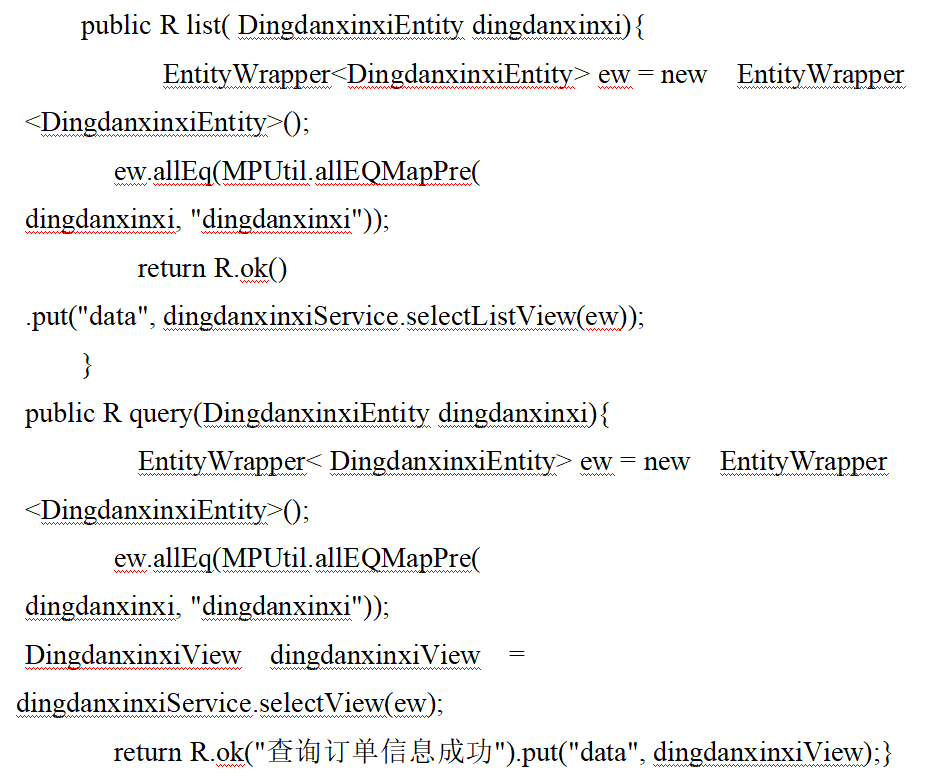 public R list( DingdanxinxiEntity dingdanxinxi){
EntityWrapper<DingdanxinxiEntity> ew = new EntityWrapper
<DingdanxinxiEntity>();
ew.allEq(MPUtil.allEQMapPre(
dingdanxinxi, "dingdanxinxi"));
return R.ok()
.put("data", dingdanxinxiService.selectListView(ew));
}
public R query(DingdanxinxiEntity dingdanxinxi){
EntityWrapper< DingdanxinxiEntity> ew = new EntityWrapper
<DingdanxinxiEntity>();
ew.allEq(MPUtil.allEQMapPre(
dingdanxinxi, "dingdanxinxi"));
DingdanxinxiView dingdanxinxiView =
dingdanxinxiService.selectView(ew);
return R.ok("查询订单信息成功").put("data", dingdanxinxiView);}